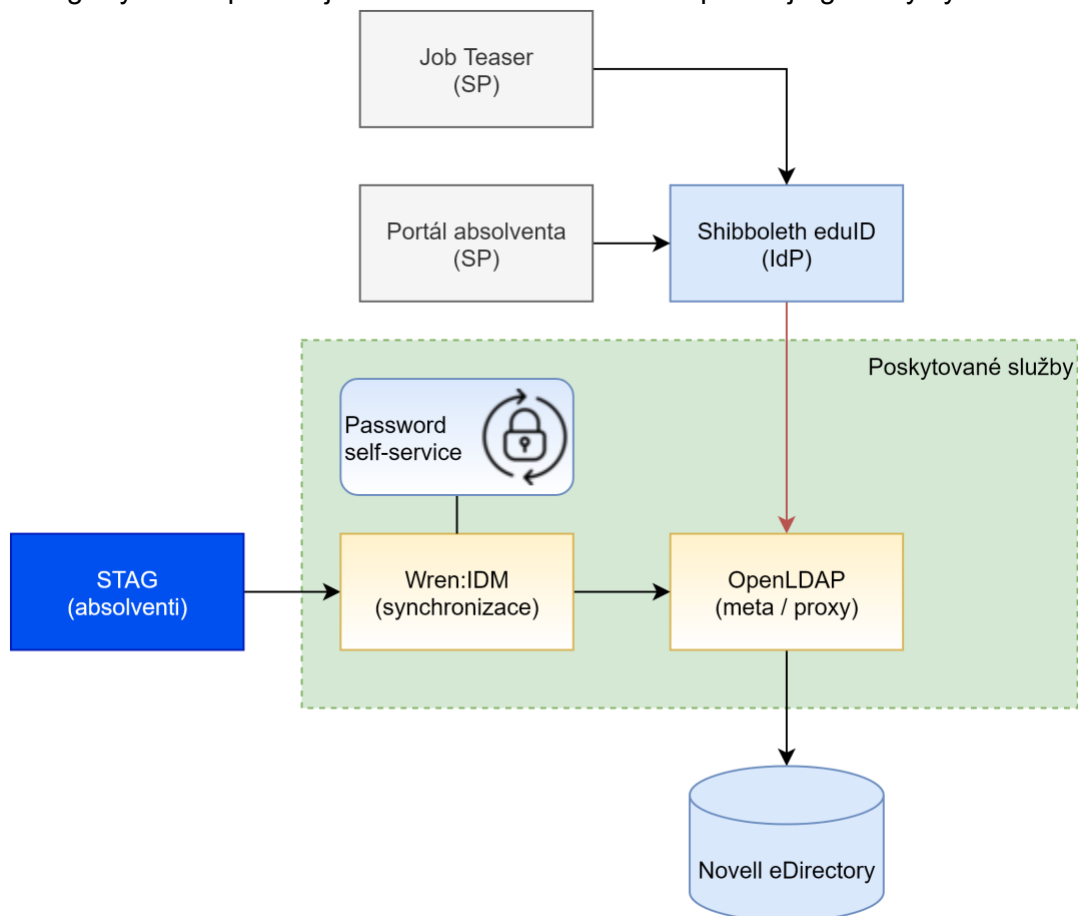 Job Teaser
(SP)
Portál absolventa
(SP)
Shibboleth eduID
(IdP)
Poskytované služby
Password
self-service
STAG
(absolventi)
Wren:IDM
(synchronizace)
OpenLDAP
(meta / proxy)
Novell eDirectory